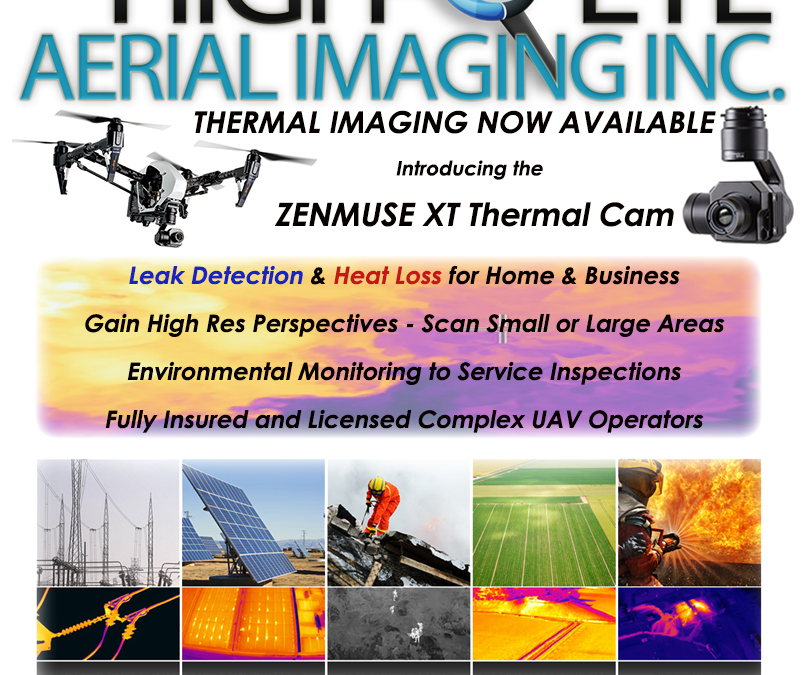 HIGH EYE
AERIAL IMAGING INC.
THERMAL IMAGING NOW AVAILABLE
Introducing the
ZENMUSE XT Thermal Cam
Leak Detection & Heat Loss for Home & Business
Gain High Res Perspectives - Scan Small or Large Areas
Environmental Monitoring to Service Inspections
Fully Insured and Licensed Complex UAV Operators